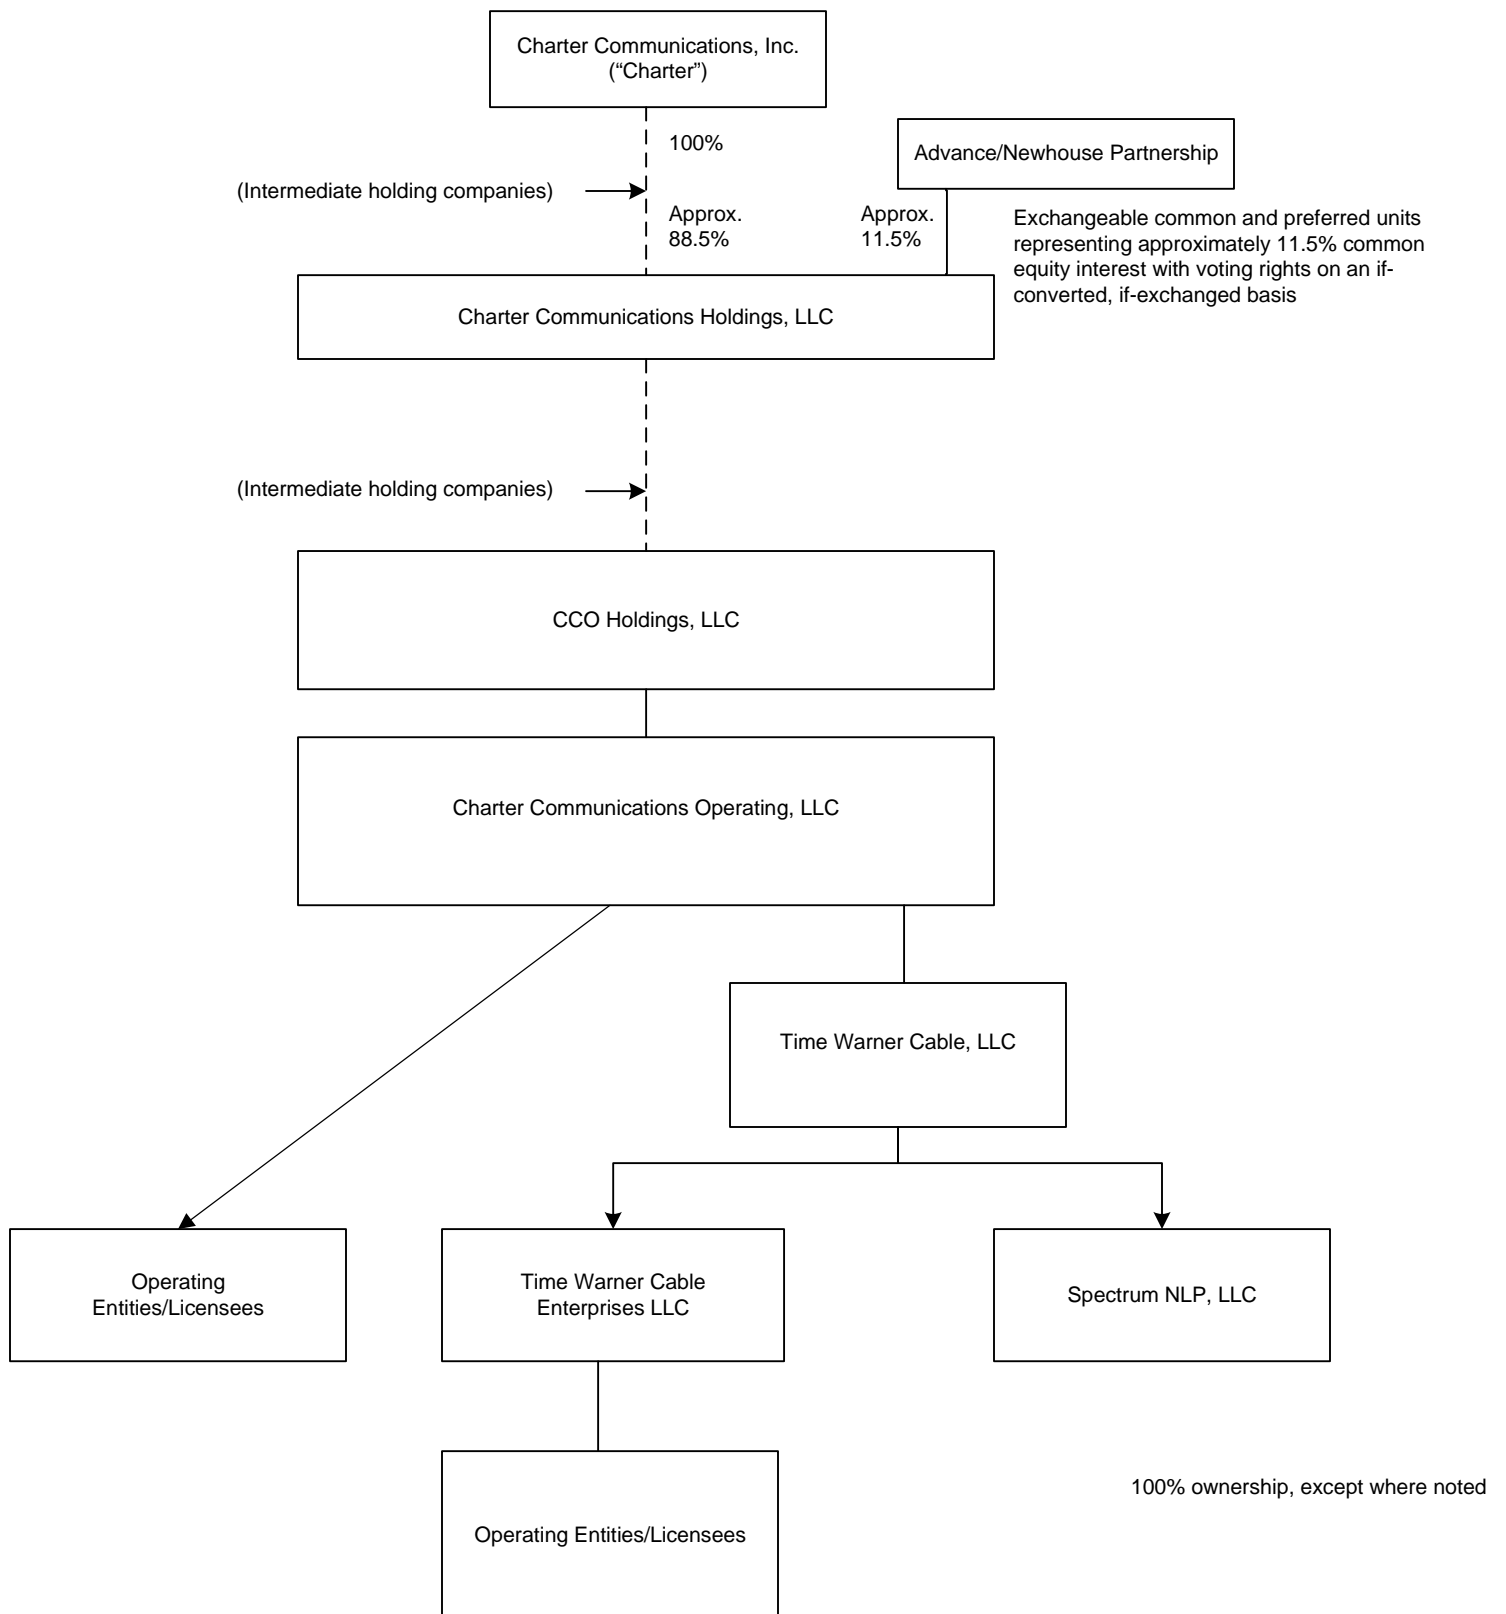 Charter Communications, Inc.
(“Charter”)
100%
Advance/Newhouse Partnership
(Intermediate holding companies)
Approx.
88.5%
Approx.
11.5%
Exchangeable common and preferred units
representing approximately 11.5% common
equity interest with voting rights on an if-
converted, if-exchanged basis
Charter Communications Holdings, LLC
(Intermediate holding companies)
CCO Holdings, LLC
Charter Communications Operating, LLC
Time Warner Cable, LLC
Operating
Entities/Licensees
Time Warner Cable
Enterprises LLC
Spectrum NLP, LLC
100% ownership, except where noted
Operating Entities/Licensees